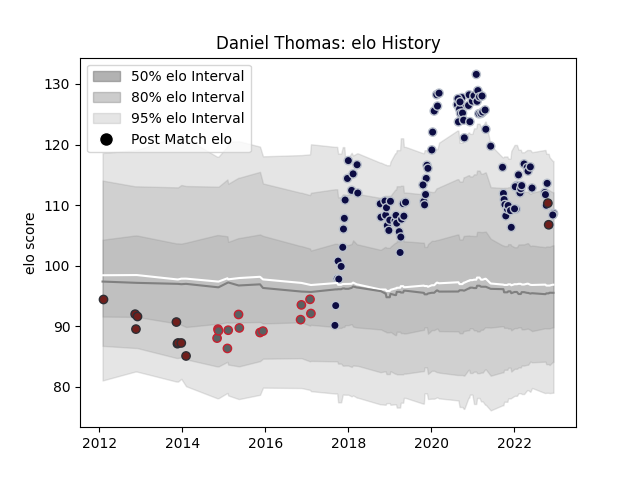 Daniel Thomas: elo History
50% elo Interval
80% elo Interval
95% elo Interval
Post Match elo
elo score
130
120
110
100
90
80
2012
2014
2016
2018
2020
2022